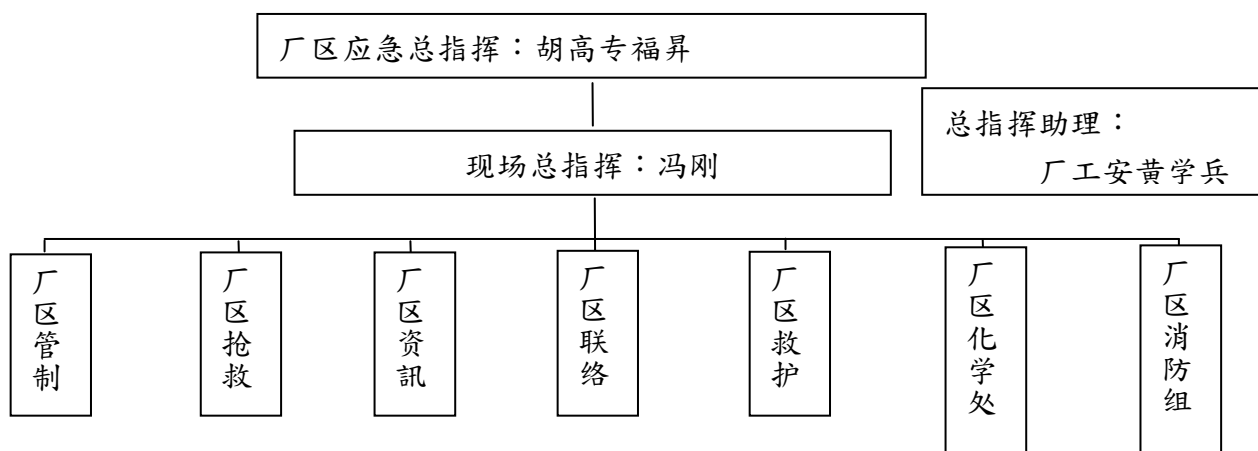 厂区应急总指挥：胡高专福昇
总指挥助理：
厂工安黄学兵
现场总指挥：冯刚
厂区管制
厂区抢救
厂区资訊
厂区联络
厂区救护
厂区化学处
厂区消防组